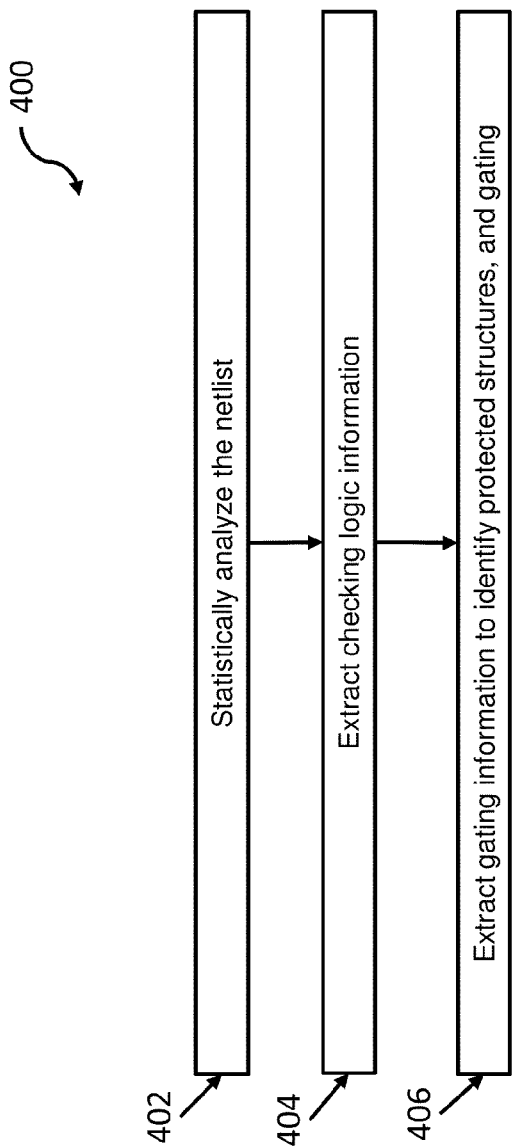 400
402
Statistically analyze the netlist
404
Extract checking logic information
406
Extract gating information to identify protected structures, and gating